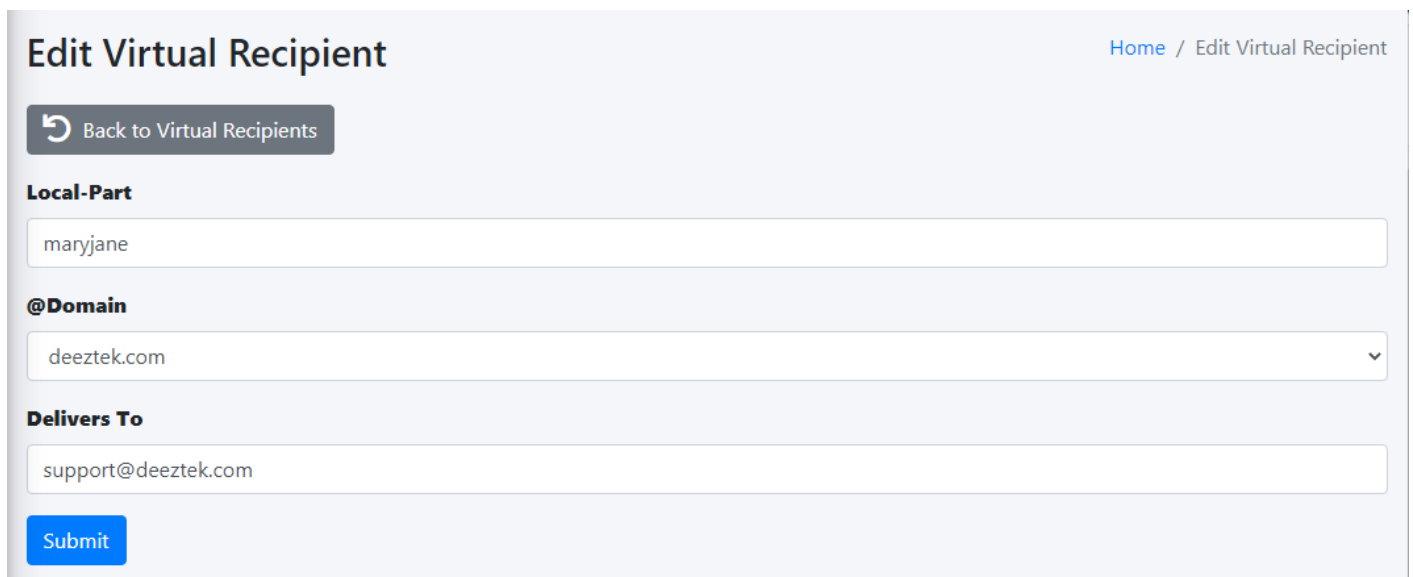 Edit Virtual Recipient
Home / Edit Virtual Recipient
Back to Virtual Recipients
Local-Part
maryjane
@Domain
deeztek.com
Delivers To
support@deeztek.com
Submit